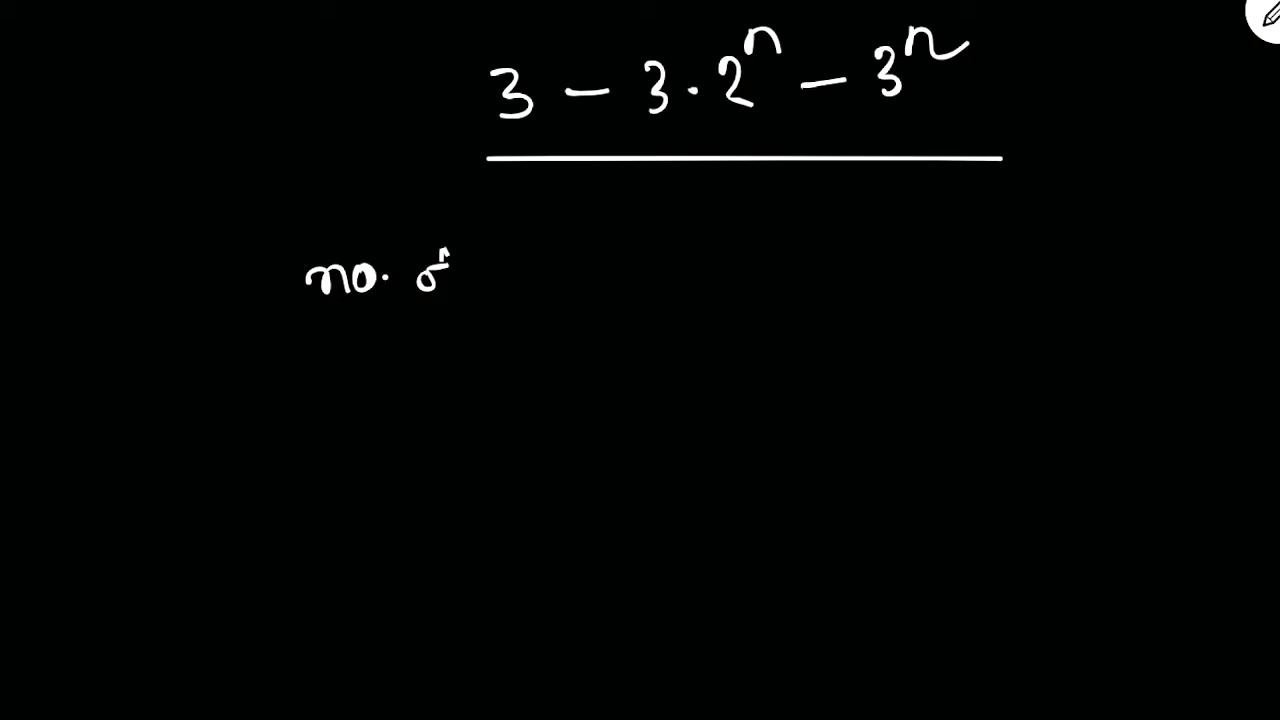 3 - 3 · 2ⁿ - 3ⁿ
no.